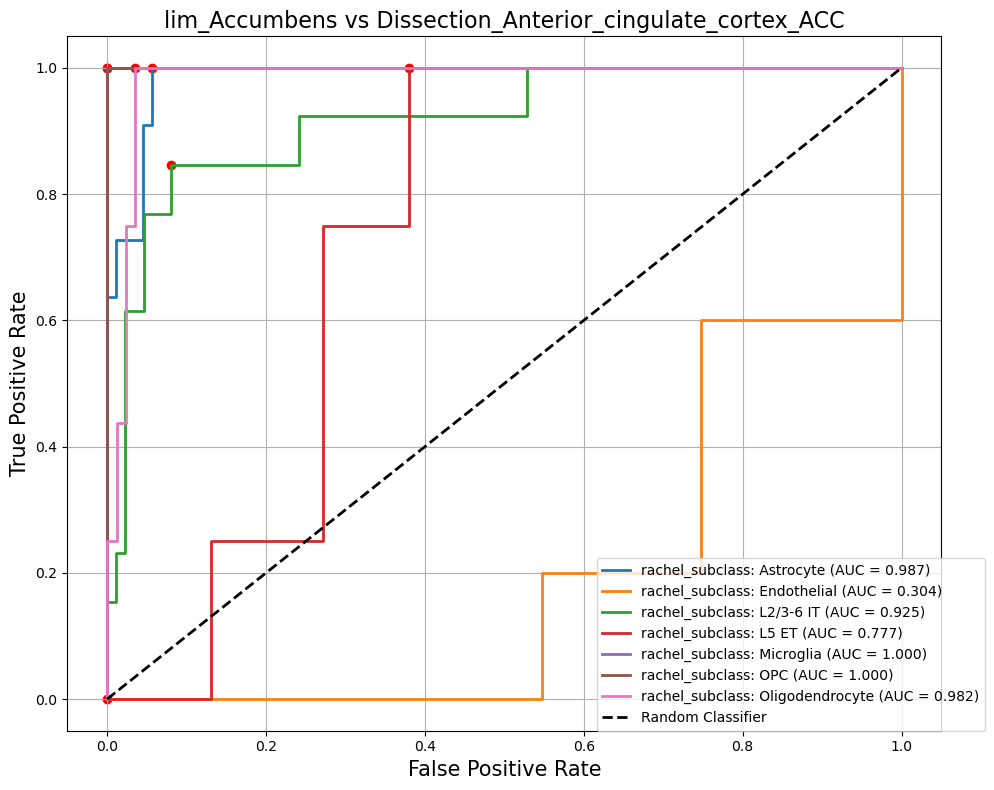 lim_Accumbens vs Dissection_Anterior_cingulate_cortex_ACC
True Positive Rate
1.0
0.8
0.6
0.4
0.2
0.0
rachel_subclass: Astrocyte (AUC = 0.987)
rachel_subclass: Endothelial (AUC = 0.304)
rachel_subclass: L2/3-6 IT (AUC = 0.925)
rachel_subclass: L5 ET (AUC = 0.777)
rachel_subclass: Microglia (AUC = 1.000)
rachel_subclass: OPC (AUC = 1.000)
rachel_subclass: Oligodendrocyte (AUC = 0.982)
Random Classifier
0.0 0.2 0.4 0.6 0.8 1.0
False Positive Rate